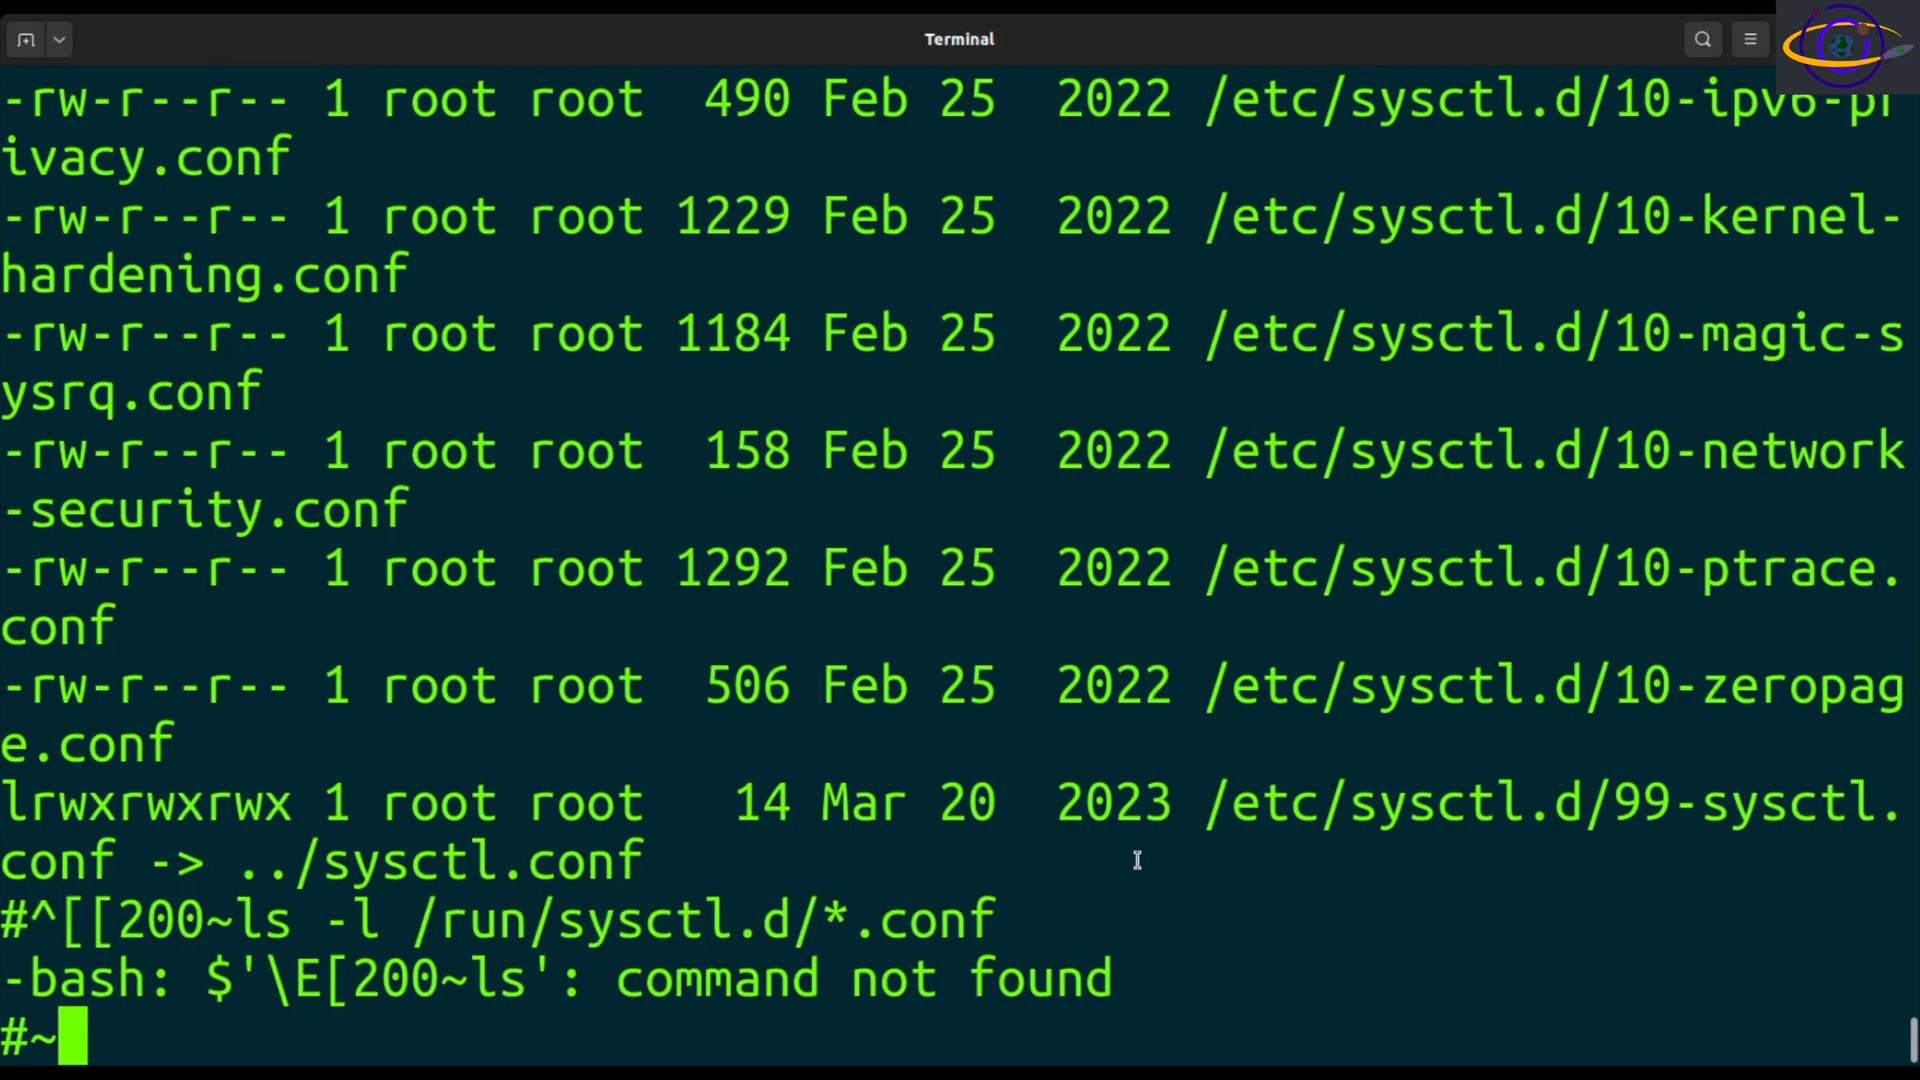 Terminal
-rw-r--r-- 1 root root  490 Feb 25  2022 /etc/sysctl.d/10-ipv6-pr
ivacy.conf
-rw-r--r-- 1 root root 1229 Feb 25  2022 /etc/sysctl.d/10-kernel-
hardening.conf
-rw-r--r-- 1 root root 1184 Feb 25  2022 /etc/sysctl.d/10-magic-s
ysrq.conf
-rw-r--r-- 1 root root  158 Feb 25  2022 /etc/sysctl.d/10-network
-security.conf
-rw-r--r-- 1 root root 1292 Feb 25  2022 /etc/sysctl.d/10-ptrace.
conf
-rw-r--r-- 1 root root  506 Feb 25  2022 /etc/sysctl.d/10-zeropag
e.conf
lrwxrwxrwx 1 root root   14 Mar 20  2023 /etc/sysctl.d/99-sysctl.
conf -> ../sysctl.conf
#^[[200~ls -l /run/sysctl.d/*.conf
-bash: $'\E[200~ls': command not found
#~